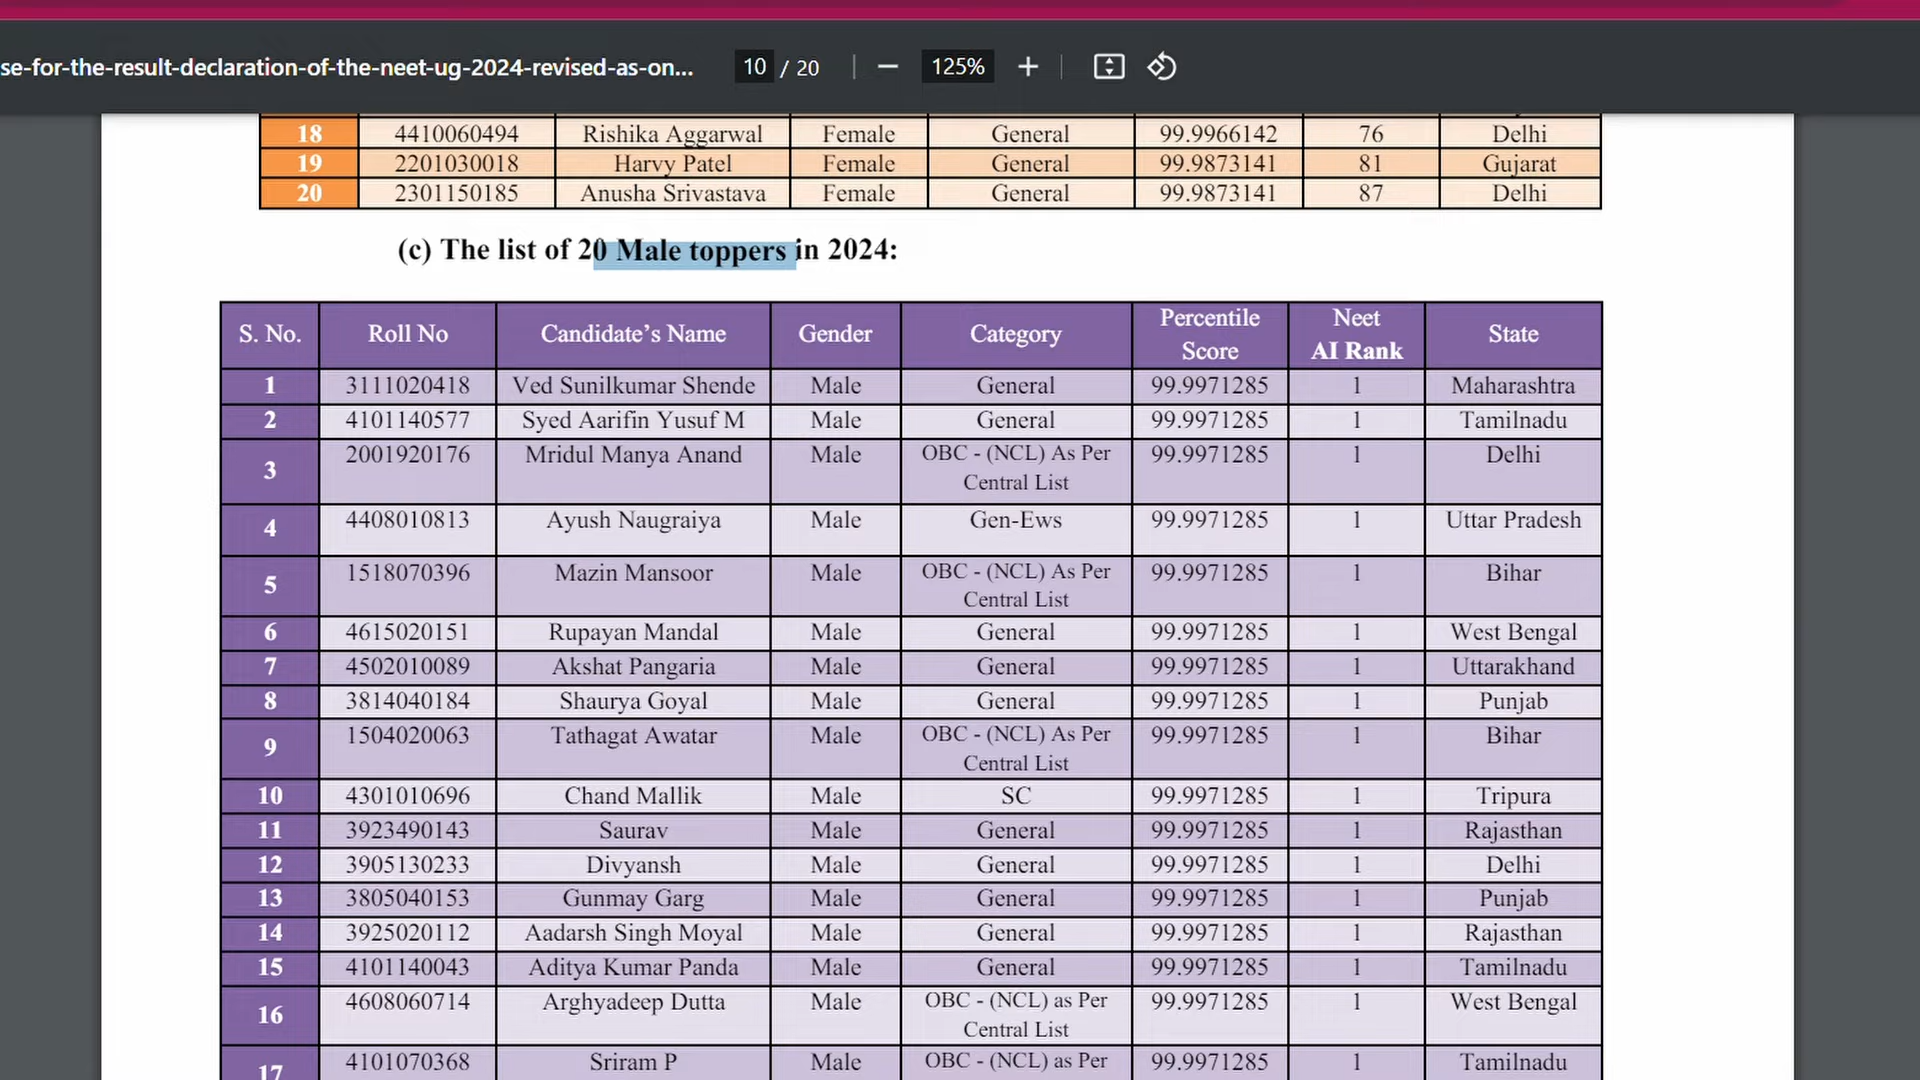 se-for-the-result-declaration-of-the-neet-ug-2024-revised-as-on... 10 / 20 125%
18 4410060494 Rishika Aggarwal Female General 99.9966142 76 Delhi
19 2201030018 Harvy Patel Female General 99.9873141 81 Gujarat
20 2301150185 Anusha Srivastava Female General 99.9873141 87 Delhi
(c) The list of 20 Male toppers in 2024:
S. No. Roll No Candidate's Name Gender Category Percentile Score Neet AI Rank State
1 3111020418 Ved Sunilkumar Shende Male General 99.9971285 1 Maharashtra
2 4101140577 Syed Aarifin Yusuf M Male General 99.9971285 1 Tamilnadu
3 2001920176 Mridul Manya Anand Male OBC - (NCL) As Per Central List 99.9971285 1 Delhi
4 4408010813 Ayush Naugraiya Male Gen-Ews 99.9971285 1 Uttar Pradesh
5 1518070396 Mazin Mansoor Male OBC - (NCL) As Per Central List 99.9971285 1 Bihar
6 4615020151 Rupayan Mandal Male General 99.9971285 1 West Bengal
7 4502010089 Akshat Pangaria Male General 99.9971285 1 Uttarakhand
8 3814040184 Shaurya Goyal Male General 99.9971285 1 Punjab
9 1504020063 Tathagat Awatar Male OBC - (NCL) As Per Central List 99.9971285 1 Bihar
10 4301010696 Chand Mallik Male SC 99.9971285 1 Tripura
11 3923490143 Saurav Male General 99.9971285 1 Rajasthan
12 3905130233 Divyansh Male General 99.9971285 1 Delhi
13 3805040153 Gunmay Garg Male General 99.9971285 1 Punjab
14 3925020112 Aadarsh Singh Moyal Male General 99.9971285 1 Rajasthan
15 4101140043 Aditya Kumar Panda Male General 99.9971285 1 Tamilnadu
16 4608060714 Arghyadeep Dutta Male OBC - (NCL) as Per Central List 99.9971285 1 West Bengal
17 4101070368 Sriram P Male OBC - (NCL) as Per 99.9971285 1 Tamilnadu